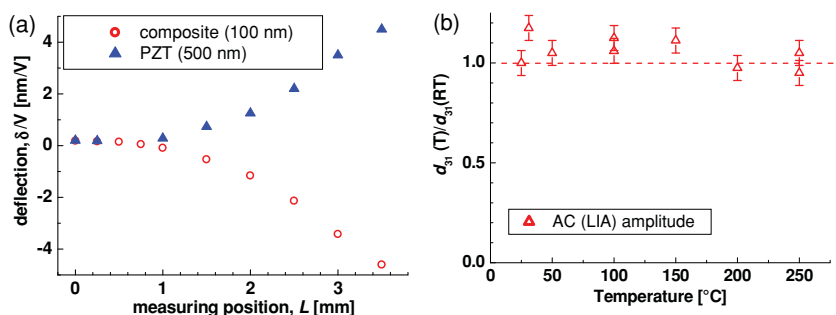 (a)
composite (100 nm)
PZT (500 nm)
4
2
0
-2
-4
deflection, δ/V [nm/V]
0
1
2
3
measuring position, L [mm]
(b)
1.0
0.5
0.0
d31 (T)/d31(RT)
AC (LIA) amplitude
0
50
100
150
200
250
Temperature [°C]